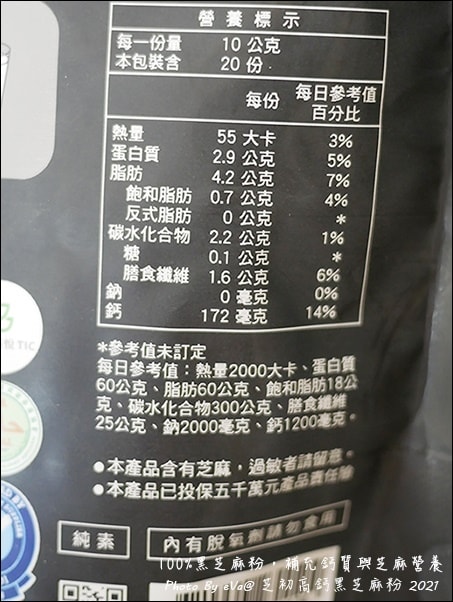 營養標示
每一份量 10 公克
本包裝含 20 份
每份 每日參考值百分比
熱量 55 大卡 3%
蛋白質 2.9 公克 5%
脂肪 4.2 公克 7%
飽和脂肪 0.7 公克 4%
反式脂肪 0 公克 *
碳水化合物 2.2 公克 1%
糖 0.1 公克 *
膳食纖維 1.6 公克 6%
鈉 0 毫克 0%
鈣 172 毫克 14%
*參考值未訂定
每日參考值：熱量2000大卡、蛋白質
60公克、脂肪60公克、飽和脂肪18公
克、碳水化合物300公克、膳食纖維
25公克、鈉2000毫克、鈣1200毫克。
●本產品含有芝麻，過敏者請留意。
●本產品已投保五千萬元產品責任險
純素 內有脫氧劑請勿食用
悅 TIC
100%黑芝麻粉，補充鈣質與芝麻營養
Photo By eVa@ 芝初高鈣黑芝麻粉 2021